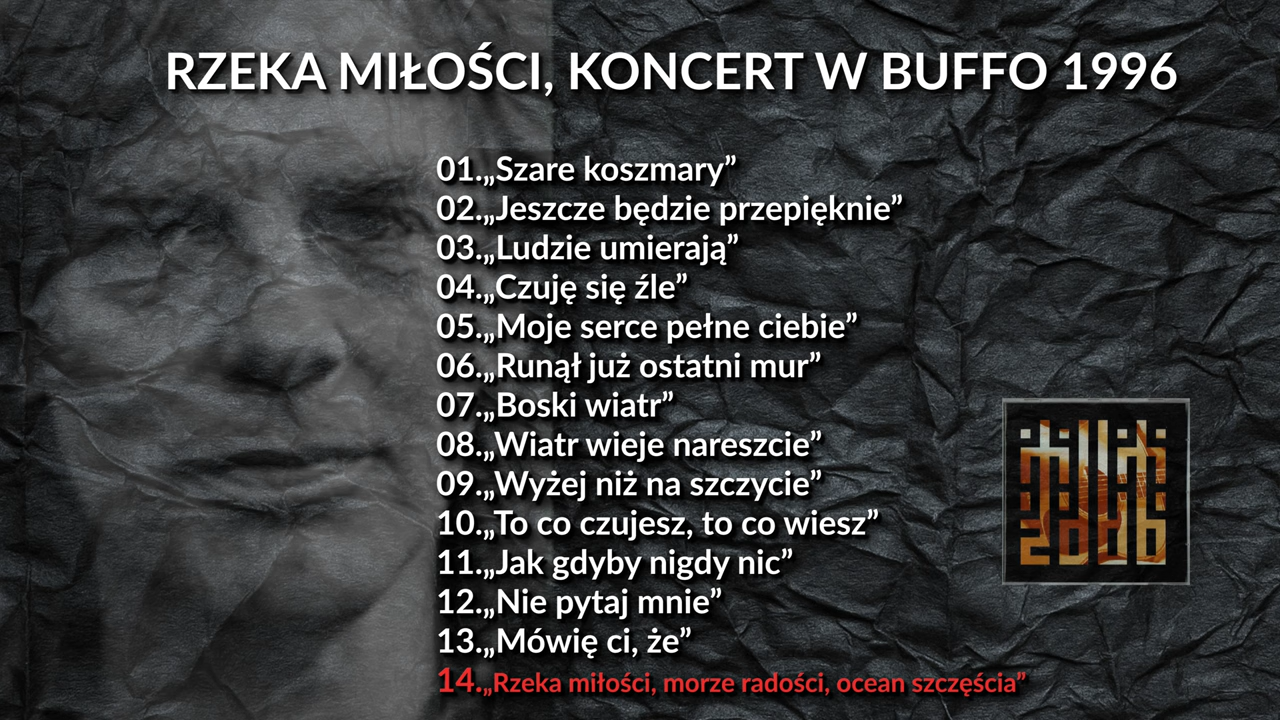 RZEKA MIŁOŚCI, KONCERT W BUFFO 1996
01.„Szare koszmary”
02.„Jeszcze będzie przepięknie”
03.„Ludzie umierają”
04.„Czuję się źle”
05.„Moje serce pełne ciebie”
06.„Runął już ostatni mur”
07.„Boski wiatr”
08.„Wiatr wieje nareszcie”
09.„Wyżej niż na szczycie”
10.„To co czujesz, to co wiesz”
11.„Jak gdyby nigdy nic”
12.„Nie pytaj mnie”
13.„Mówię ci, że”
14.„Rzeka miłości, morze radości, ocean szczęścia”